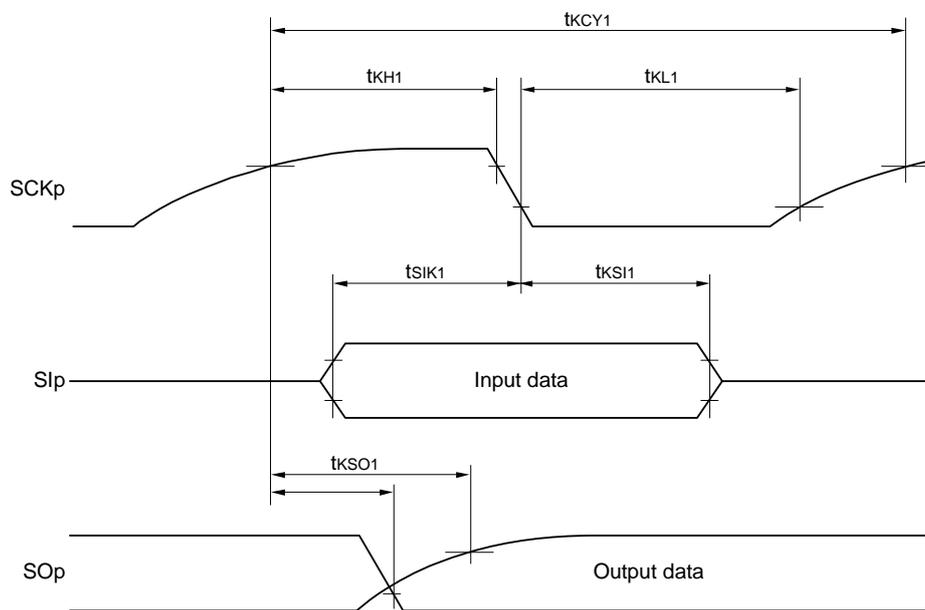 tKCY1
tKH1
tKL1
SCKp
tSIK1
tKSI1
SIp
Input data
tKSO1
SOp
Output data